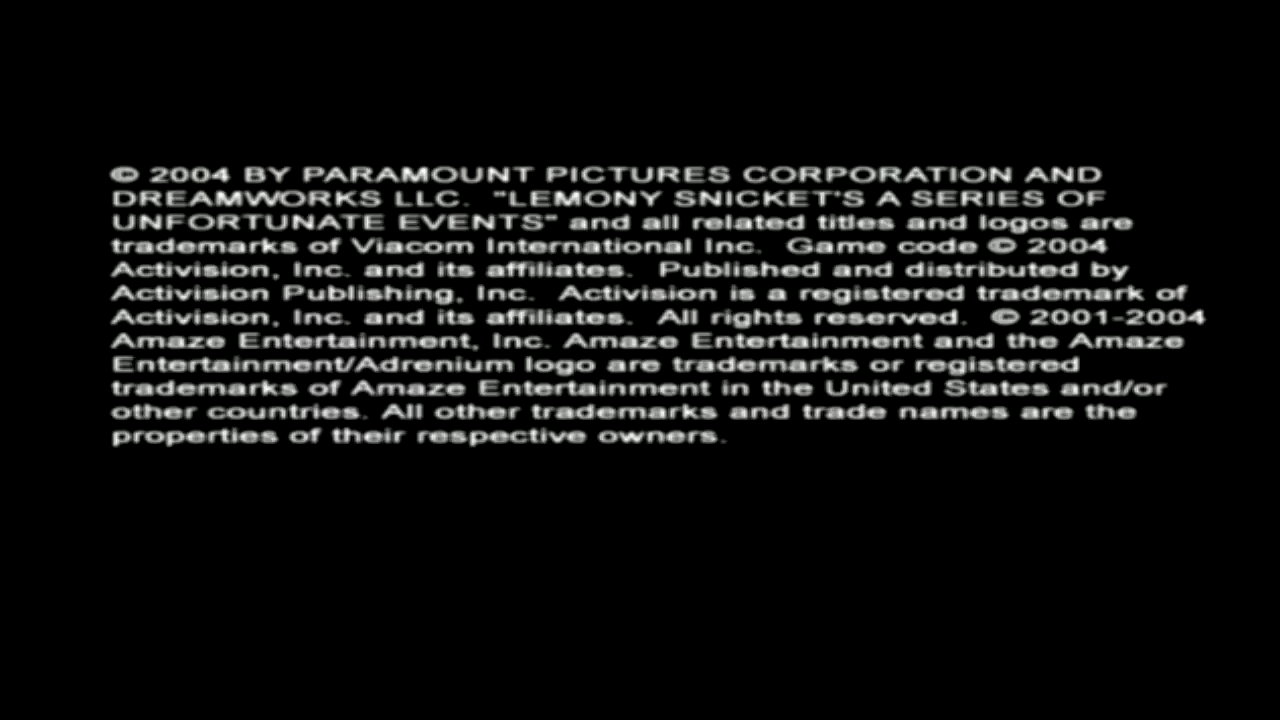 © 2004 BY PARAMOUNT PICTURES CORPORATION AND
DREAMWORKS LLC.  "LEMONY SNICKET'S A SERIES OF
UNFORTUNATE EVENTS" and all related titles and logos are
trademarks of Viacom International Inc.  Game code © 2004
Activision, Inc. and its affiliates.  Published and distributed by
Activision Publishing, Inc.  Activision is a registered trademark of
Activision, Inc. and its affiliates.  All rights reserved.  © 2001-2004
Amaze Entertainment, Inc. Amaze Entertainment and the Amaze
Entertainment/Adrenium logo are trademarks or registered
trademarks of Amaze Entertainment in the United States and/or
other countries. All other trademarks and trade names are the
properties of their respective owners.